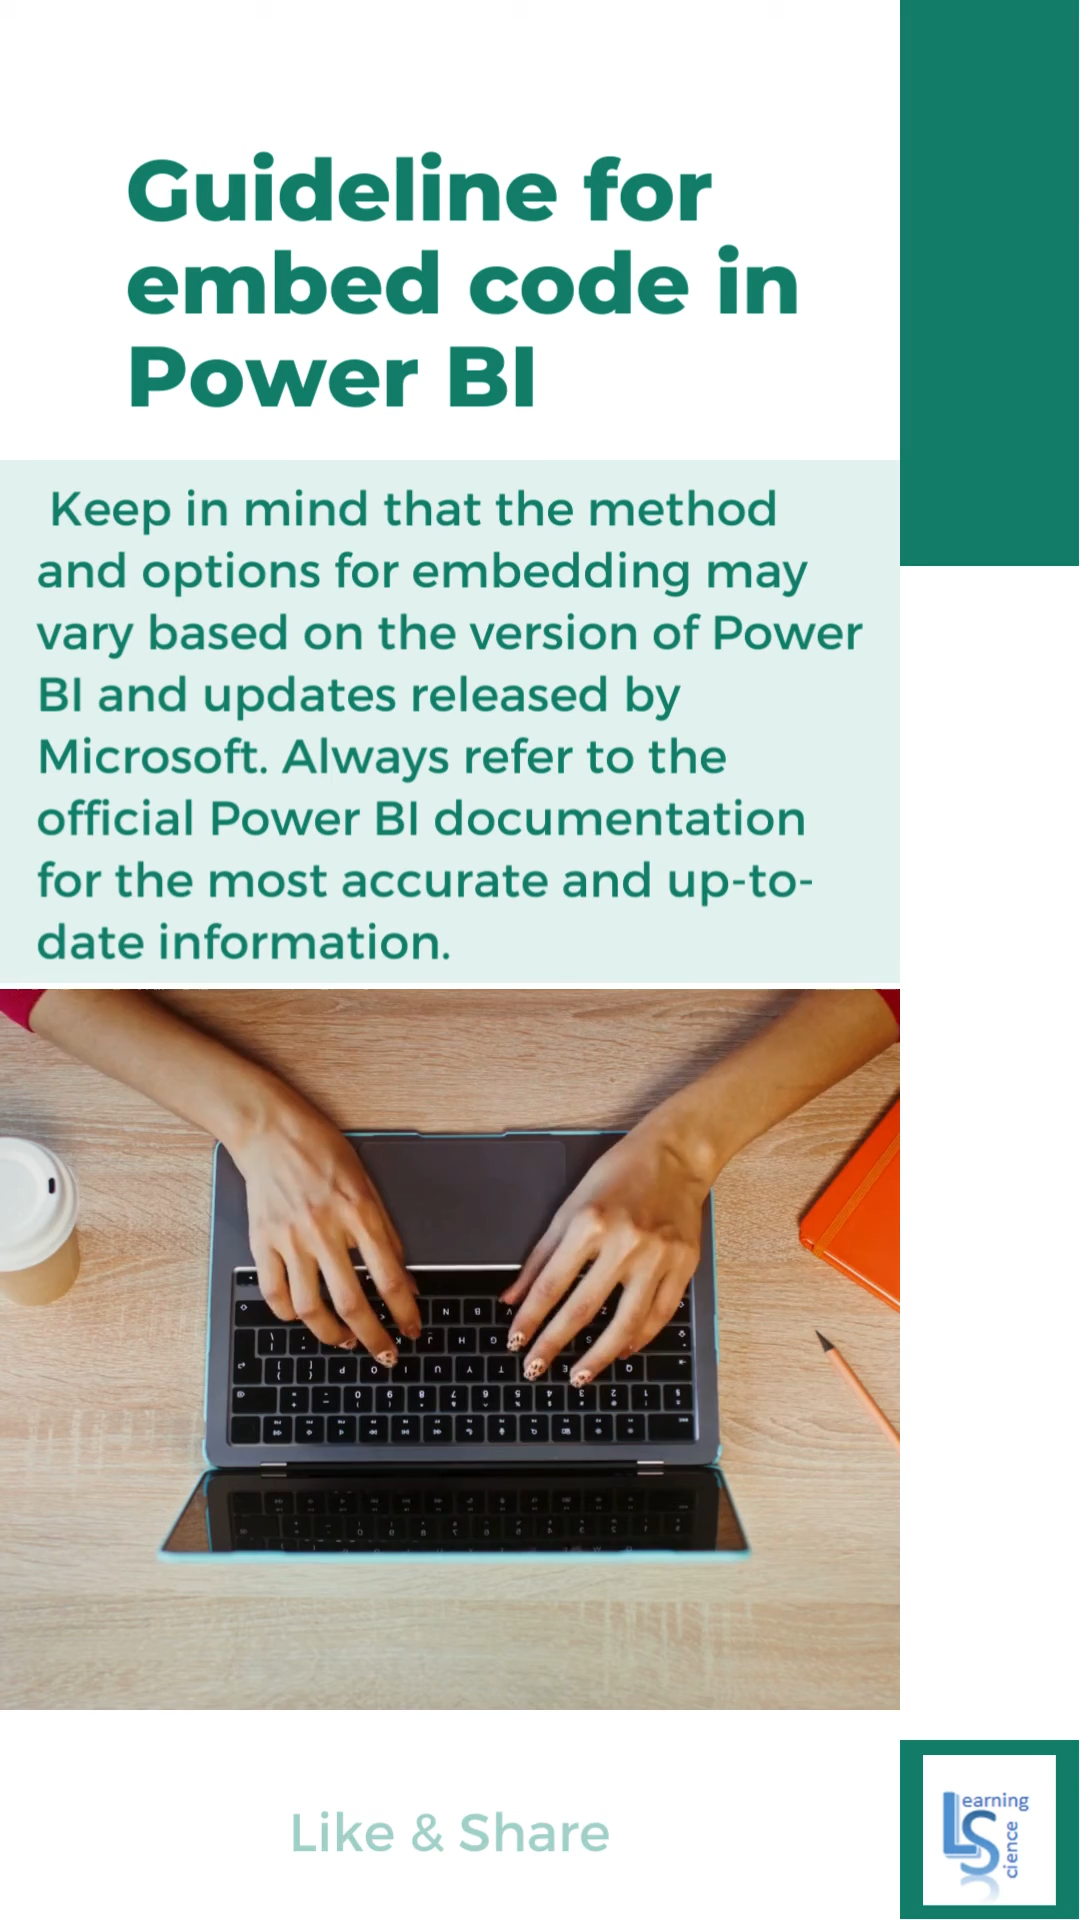 Guideline for
embed code in
Power BI
Keep in mind that the method
and options for embedding may
vary based on the version of Power
BI and updates released by
Microsoft. Always refer to the
official Power BI documentation
for the most accurate and up-to-
date information.
Like & Share
Learning
Science